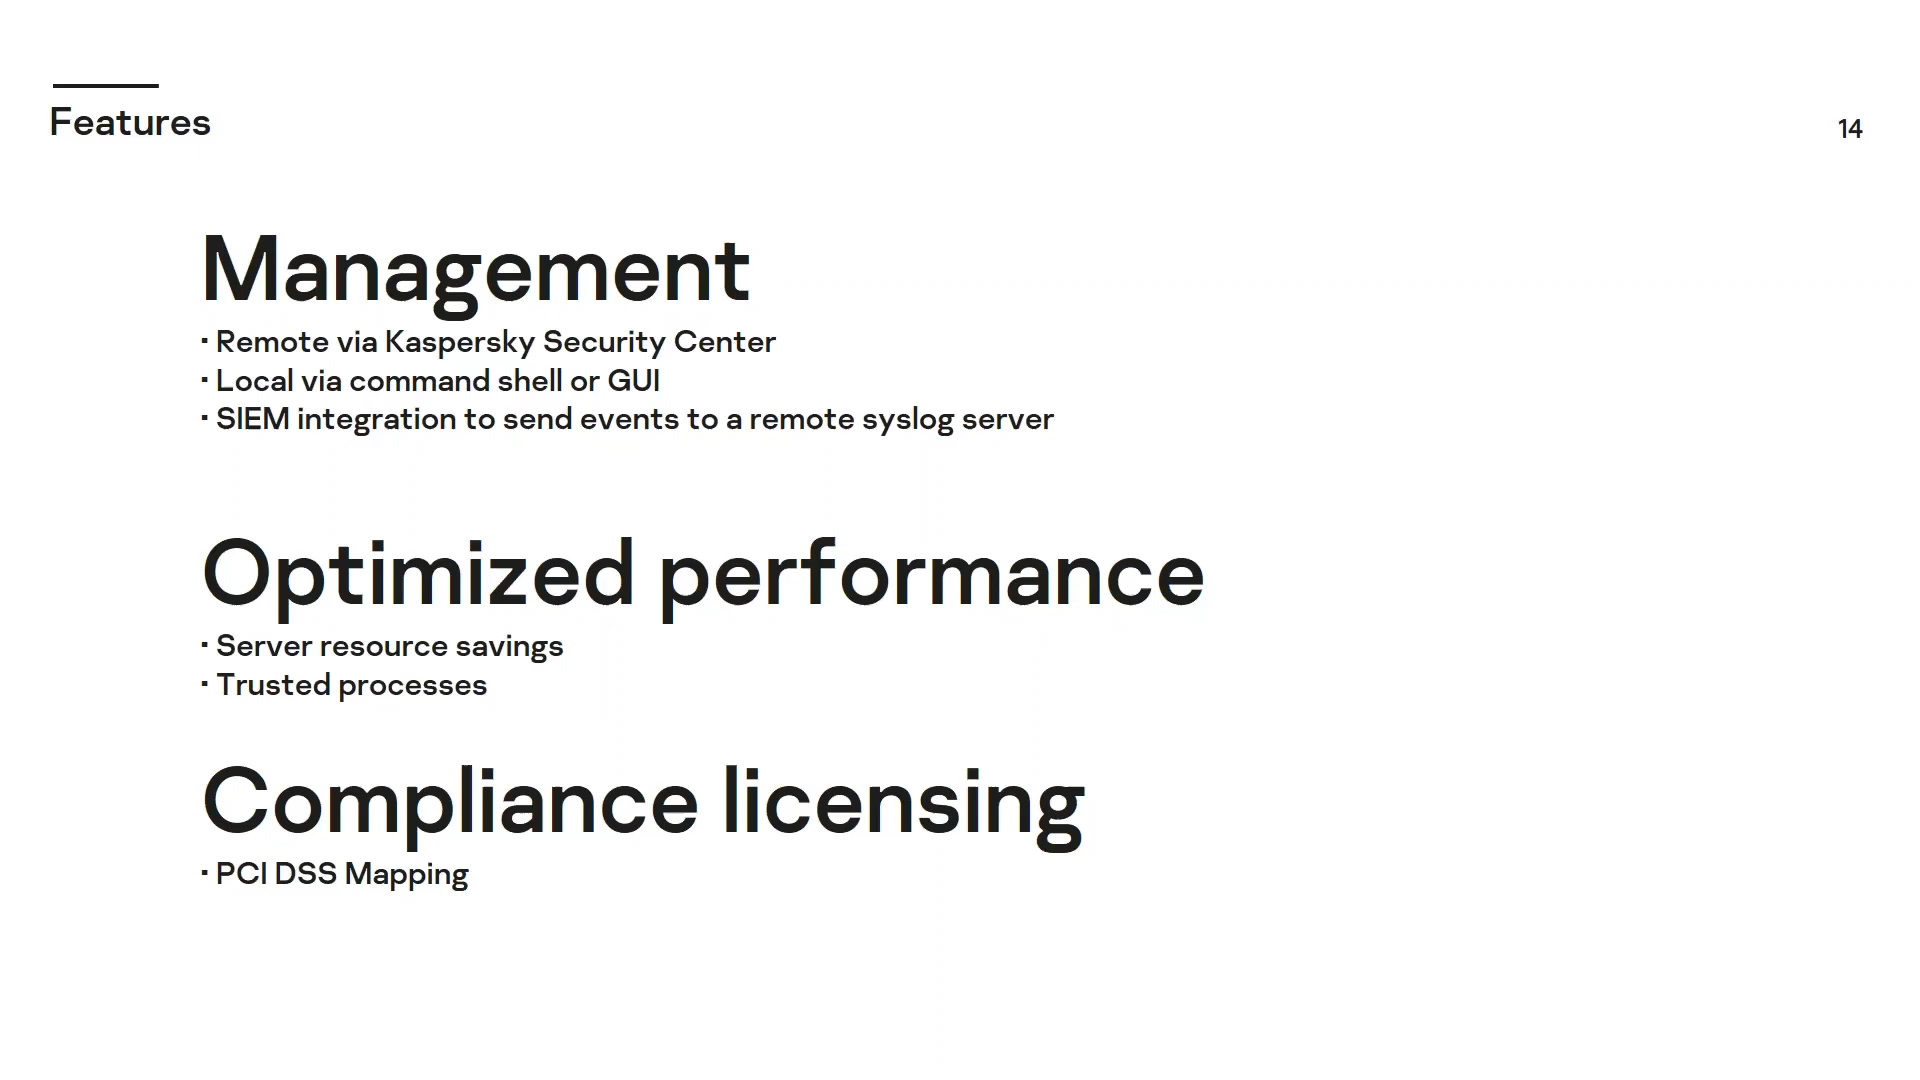 Features
14
Management
▪ Remote via Kaspersky Security Center
▪ Local via command shell or GUI
▪ SIEM integration to send events to a remote syslog server
Optimized performance
▪ Server resource savings
▪ Trusted processes
Compliance licensing
▪ PCI DSS Mapping